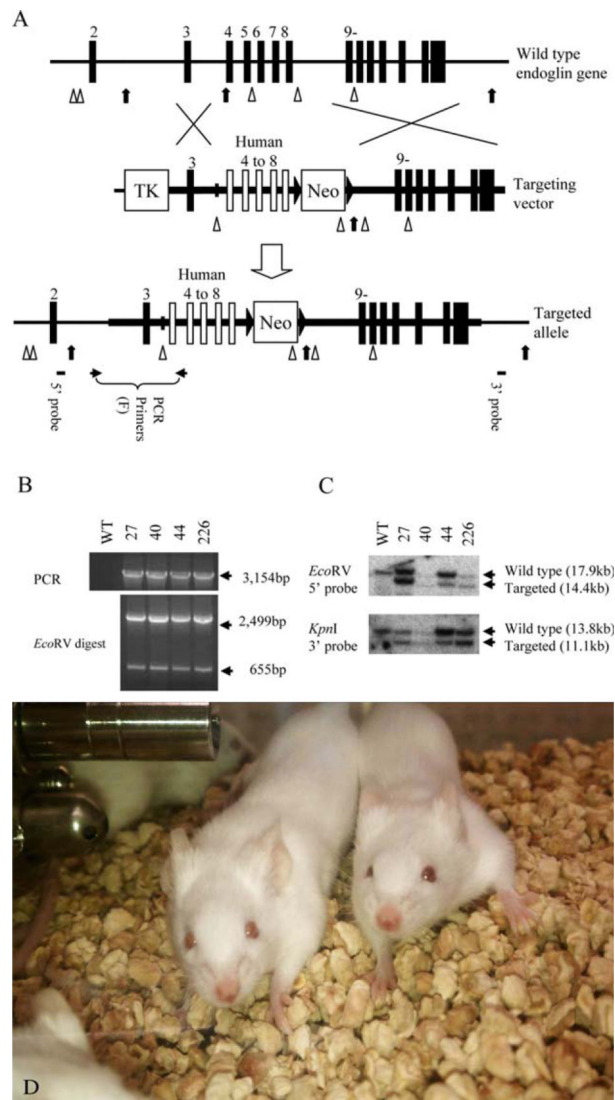 A
2 3 4 5 6 7 8 9-
Wild type
endoglin gene
Human
3 4 to 8 9-
TK
Neo
Targeting
vector
Human
2 3 4 to 8 9-
Neo
Targeted
allele
5' probe
PCR
Primers
(F)
3' probe
B
WT 27 40 44 226
PCR
3,154bp
EcoRV digest
2,499bp
655bp
C
WT 27 40 44 226
EcoRV
5' probe
Wild type (17.9kb)
Targeted (14.4kb)
KpnI
3' probe
Wild type (13.8kb)
Targeted (11.1kb)
D